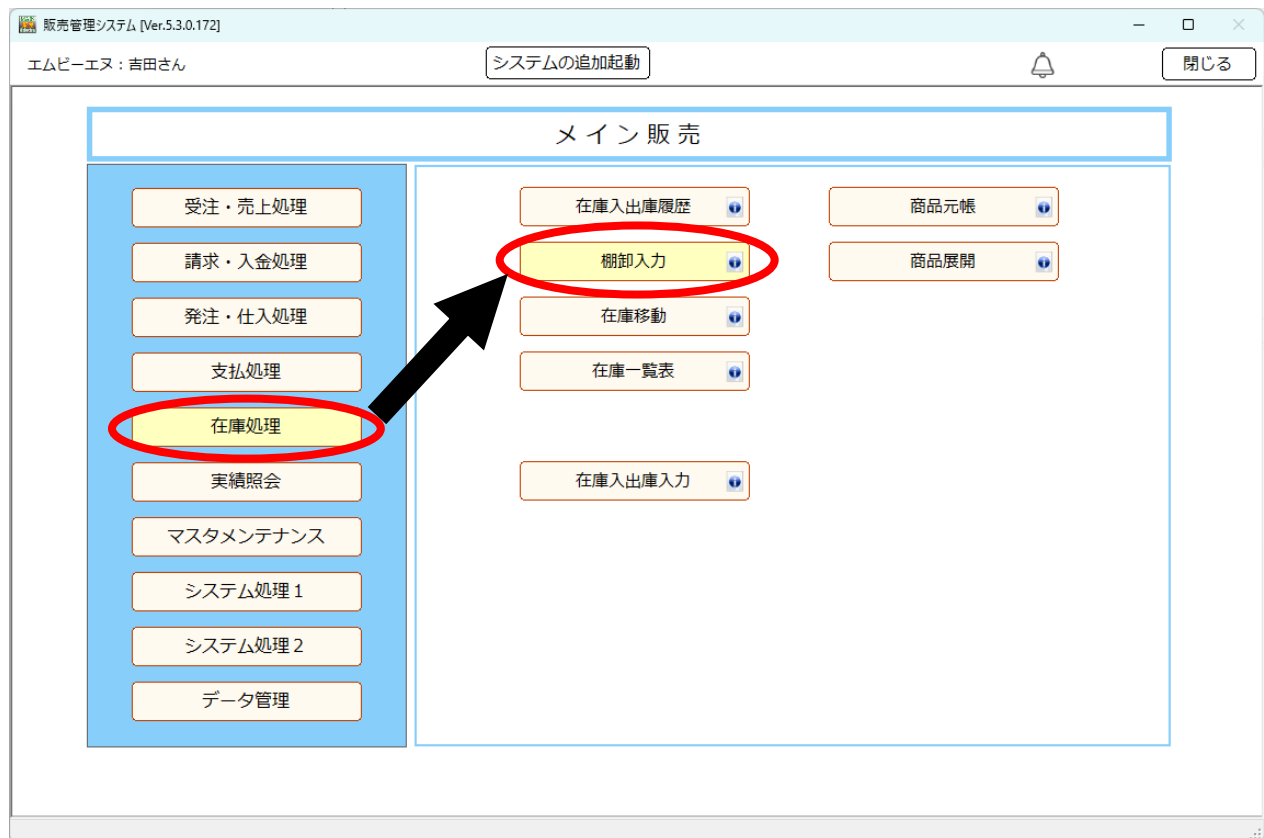 販売管理システム [Ver.5.3.0.172]
エムビーエヌ：吉田さん
システムの追加起動
閉じる
メイン販売
受注・売上処理
請求・入金処理
発注・仕入処理
支払処理
在庫処理
実績照会
マスタメンテナンス
システム処理１
システム処理２
データ管理
在庫入出庫履歴
棚卸入力
在庫移動
在庫一覧表
在庫入出庫入力
商品元帳
商品展開